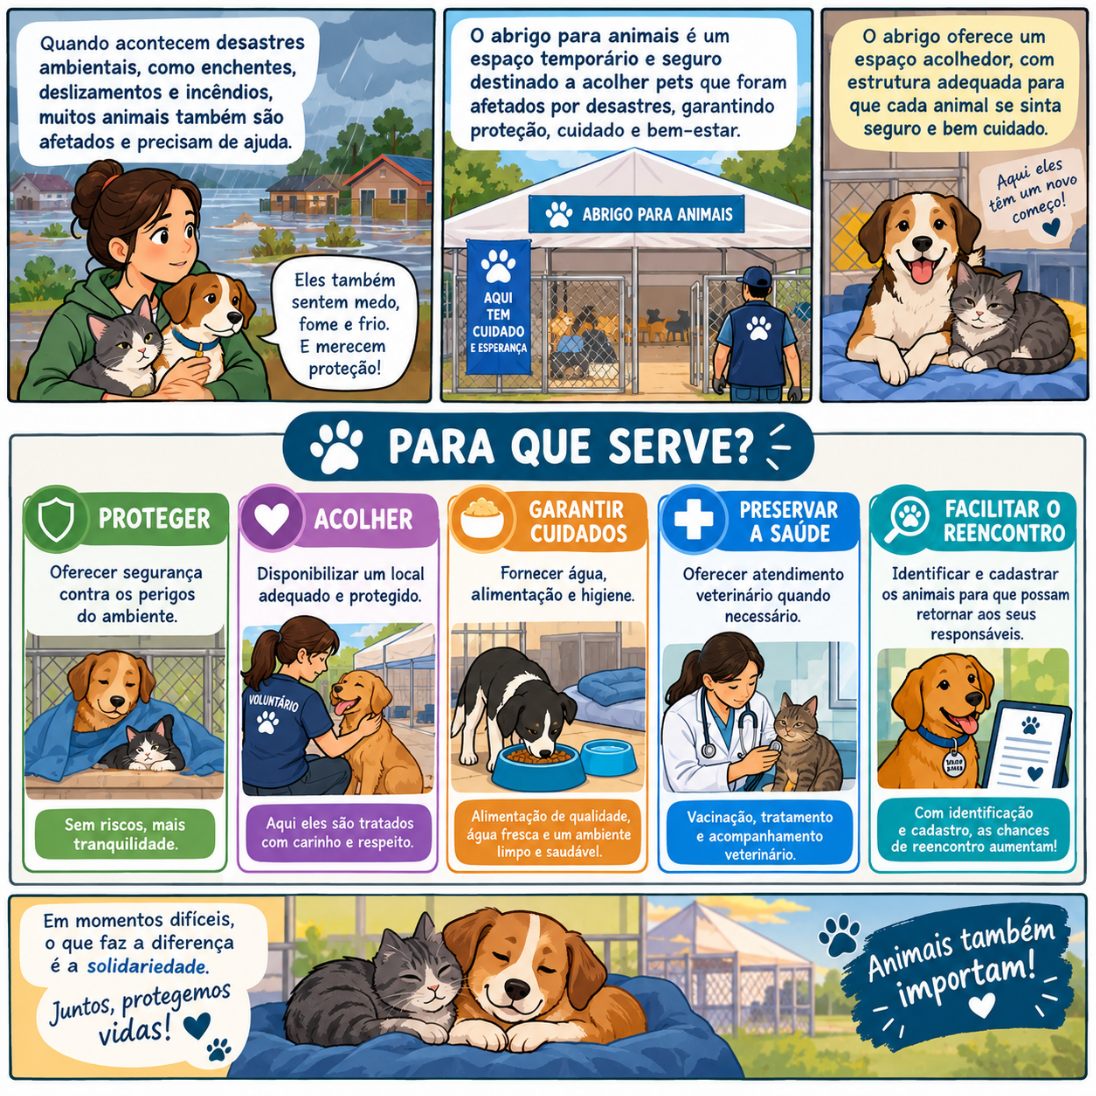 Quando acontecem desastres
ambientais, como enchentes,
deslizamentos e incêndios,
muitos animais também são
afetados e precisam de ajuda.
Eles também
sentem medo,
fome e frio.
E merecem
proteção!
O abrigo para animais é um
espaço temporário e seguro
destinado a acolher pets que foram
afetados por desastres, garantindo
proteção, cuidado e bem-estar.
ABRIGO PARA ANIMAIS
AQUI
TEM
CUIDADO
E ESPERANÇA
O abrigo oferece um
espaço acolhedor, com
estrutura adequada para
que cada animal se sinta
seguro e bem cuidado.
Aqui eles
têm um novo
começo!
PARA QUE SERVE?
PROTEGER
Oferecer segurança
contra os perigos
do ambiente.
Sem riscos, mais
tranquilidade.
ACOLHER
Disponibilizar um local
adequado e protegido.
VOLUNTÁRIO
Aqui eles são tratados
com carinho e respeito.
GARANTIR
CUIDADOS
Fornecer água,
alimentação e higiene.
Alimentação de qualidade,
água fresca e um ambiente
limpo e saudável.
PRESERVAR
A SAÚDE
Oferecer atendimento
veterinário quando
necessário.
Vacinação, tratamento
e acompanhamento
veterinário.
FACILITAR O
REENCONTRO
Identificar e cadastrar
os animais para que possam
retornar aos seus
responsáveis.
Com identificação
e cadastro, as chances
de reencontro aumentam!
Em momentos difíceis,
o que faz a diferença
é a solidariedade.
Juntos, protegemos
vidas!
Animais também
importam!